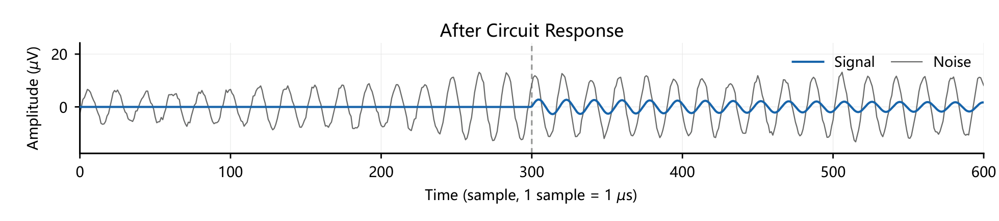 After Circuit Response
Amplitude (μV)
20
0
Signal
Noise
0 100 200 300 400 500 600
Time (sample, 1 sample = 1 μs)